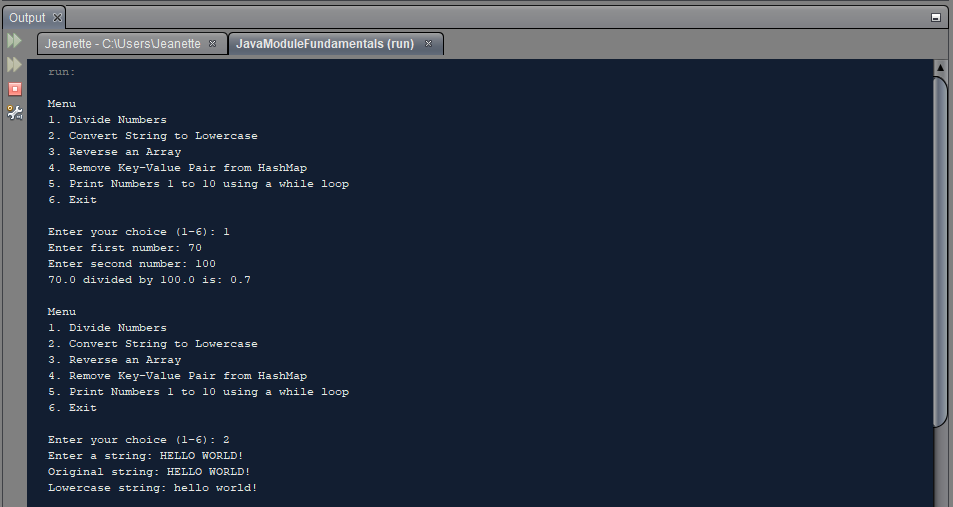 Output
Jeanette - C:\Users\Jeanette
JavaModuleFundamentals (run)
run:
Menu
1. Divide Numbers
2. Convert String to Lowercase
3. Reverse an Array
4. Remove Key-Value Pair from HashMap
5. Print Numbers 1 to 10 using a while loop
6. Exit
Enter your choice (1-6): 1
Enter first number: 70
Enter second number: 100
70.0 divided by 100.0 is: 0.7
Menu
1. Divide Numbers
2. Convert String to Lowercase
3. Reverse an Array
4. Remove Key-Value Pair from HashMap
5. Print Numbers 1 to 10 using a while loop
6. Exit
Enter your choice (1-6): 2
Enter a string: HELLO WORLD!
Original string: HELLO WORLD!
Lowercase string: hello world!